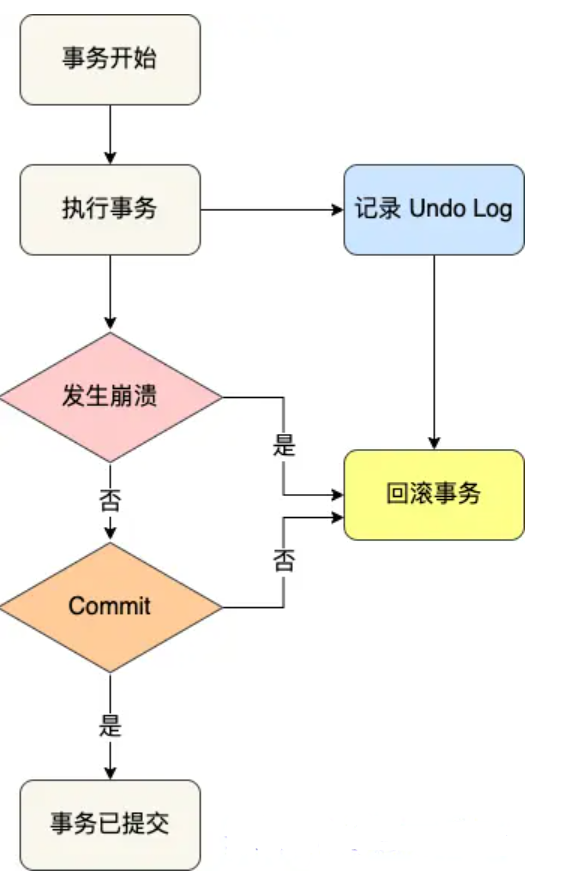 事务开始
执行事务
记录 Undo Log
发生崩溃
是
回滚事务
否
否
Commit
是
事务已提交